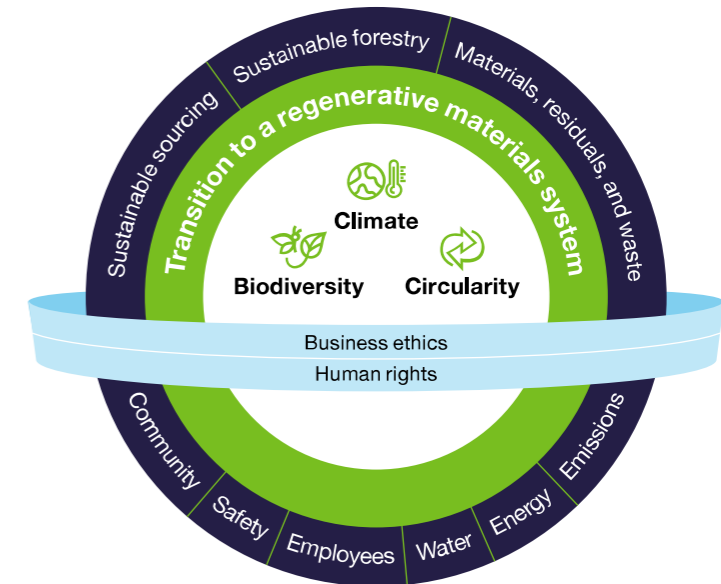 Sustainable sourcing
Sustainable forestry
Materials, residuals, and waste
Transition to a regenerative materials system
Climate
Biodiversity
Circularity
Business ethics
Human rights
Community
Safety
Employees
Water
Energy
Emissions